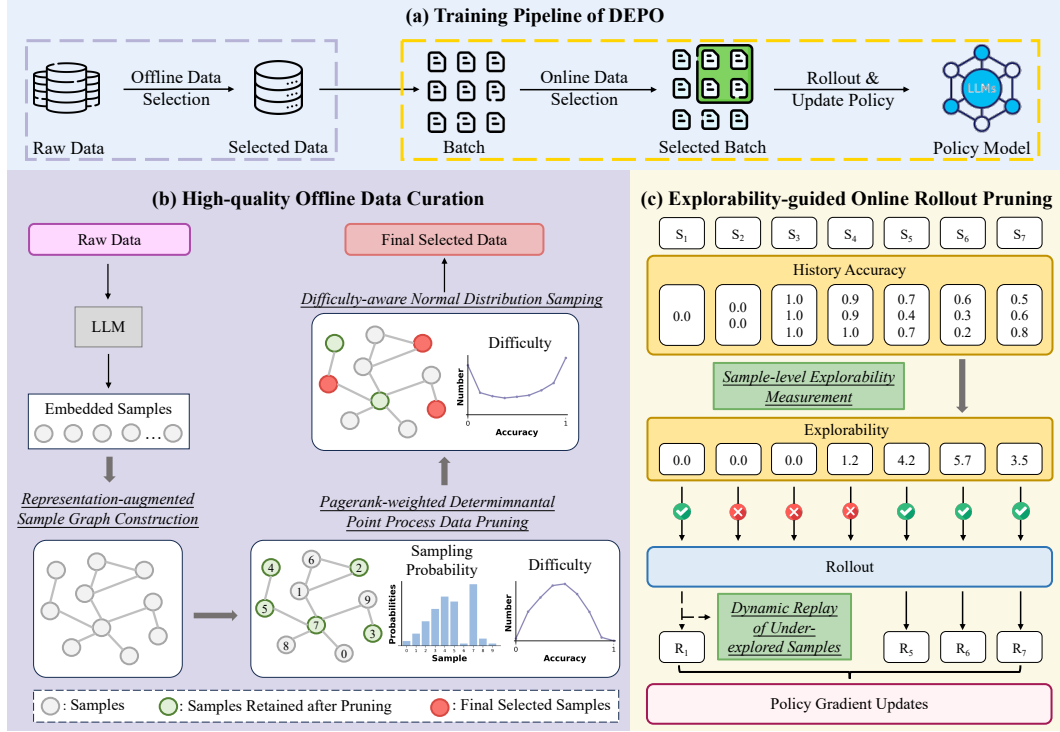 (a) Training Pipeline of DEPO
Offline Data
Selection
Online Data
Selection
Rollout &
Update Policy
LLMs
Raw Data
Selected Data
Batch
Selected Batch
Policy Model
(b) High-quality Offline Data Curation
Raw Data
LLM
Embedded Samples
...
Representation-augmented
Sample Graph Construction
Final Selected Data
Difficulty-aware Normal Distribution Samping
Difficulty
Number
0
1
Accuracy
Pagerank-weighted Determimnantal
Point Process Data Pruning
4
6
2
1
9
5
7
3
8
0
Sampling
Probability
Probabilities
0 1 2 3 4 5 6 7 8 9
Sample
Difficulty
Number
0
1
Accuracy
: Samples
: Samples Retained after Pruning
: Final Selected Samples
(c) Explorability-guided Online Rollout Pruning
S1 S2 S3 S4 S5 S6 S7
History Accuracy
0.0
0.0
0.0
1.0
1.0
1.0
0.9
0.9
1.0
0.7
0.4
0.7
0.6
0.3
0.2
0.5
0.6
0.8
Sample-level Explorability
Measurement
Explorability
0.0 0.0 0.0 1.2 4.2 5.7 3.5
Rollout
Dynamic Replay
of Under-
explored Samples
R1 R5 R6 R7
Policy Gradient Updates